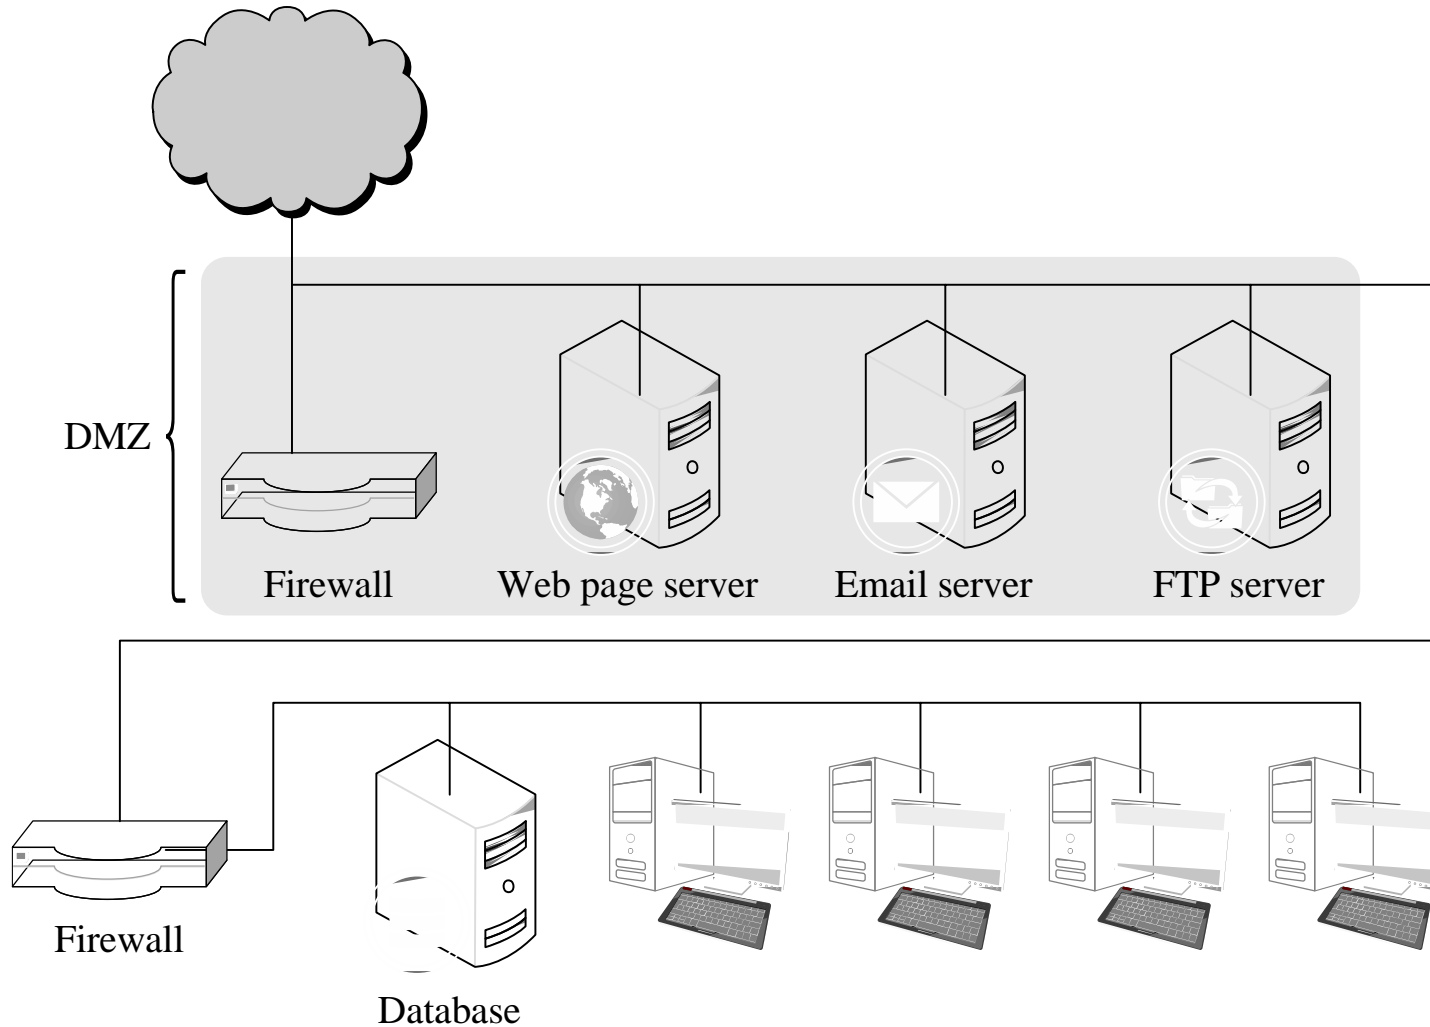 DMZ
Firewall
Web page server
Email server
FTP server
Firewall
Database